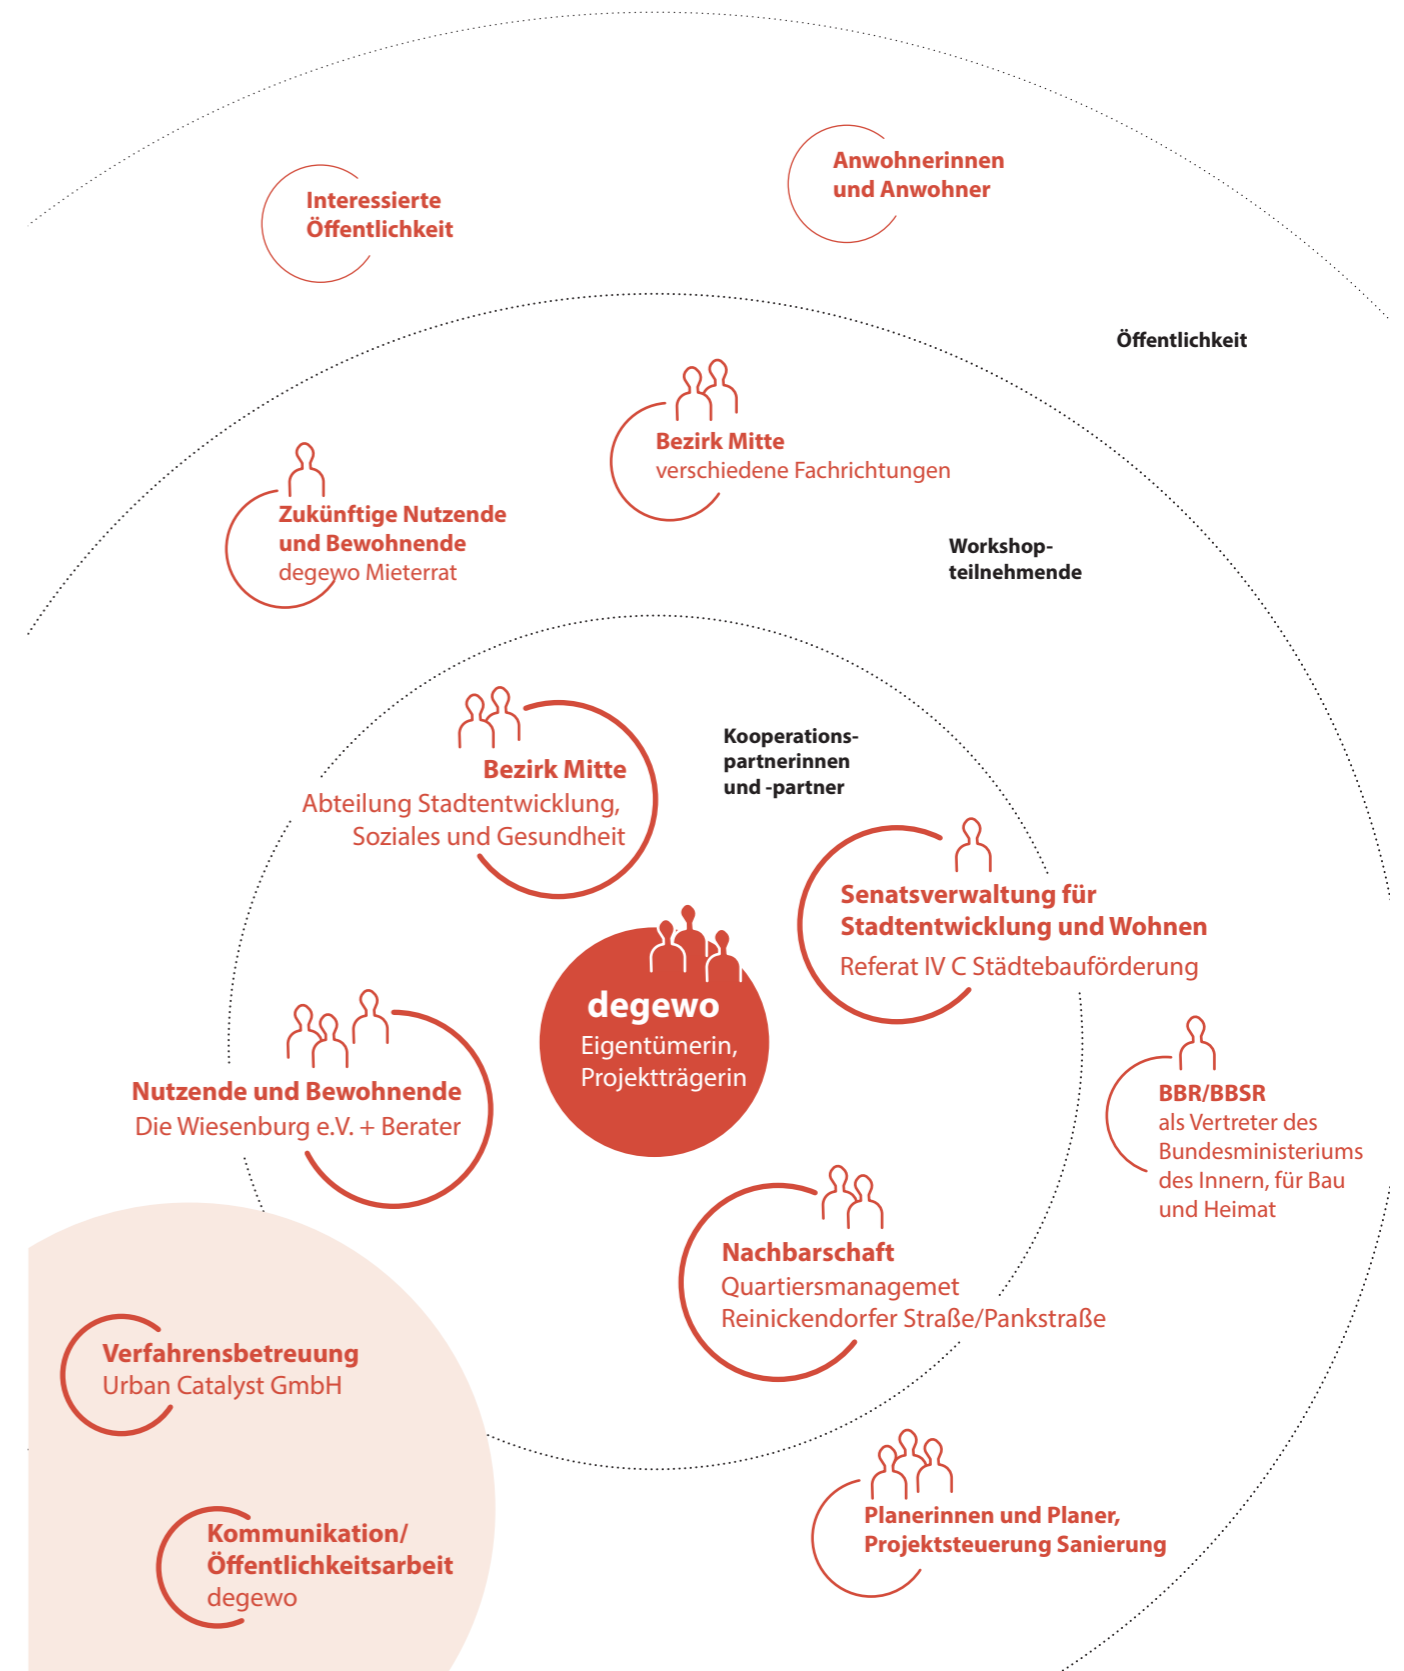 Anwohnerinnen
und Anwohner
Interessierte
Öffentlichkeit
Öffentlichkeit
Bezirk Mitte
verschiedene Fachrichtungen
Zukünftige Nutzende
und Bewohnende
degewo Mieterrat
Workshop-
teilnehmende
Kooperations-
partnerinnen
und -partner
Bezirk Mitte
Abteilung Stadtentwicklung,
Soziales und Gesundheit
Senatsverwaltung für
Stadtentwicklung und Wohnen
Referat IV C Städtebauförderung
degewo
Eigentümerin,
Projektträgerin
Nutzende und Bewohnende
Die Wiesenburg e.V. + Berater
BBR/BBSR
als Vertreter des
Bundesministeriums
des Innern, für Bau
und Heimat
Nachbarschaft
Quartiersmanagemet
Reinickendorfer Straße/Pankstraße
Verfahrensbetreuung
Urban Catalyst GmbH
Planerinnen und Planer,
Projektsteuerung Sanierung
Kommunikation/
Öffentlichkeitsarbeit
degewo